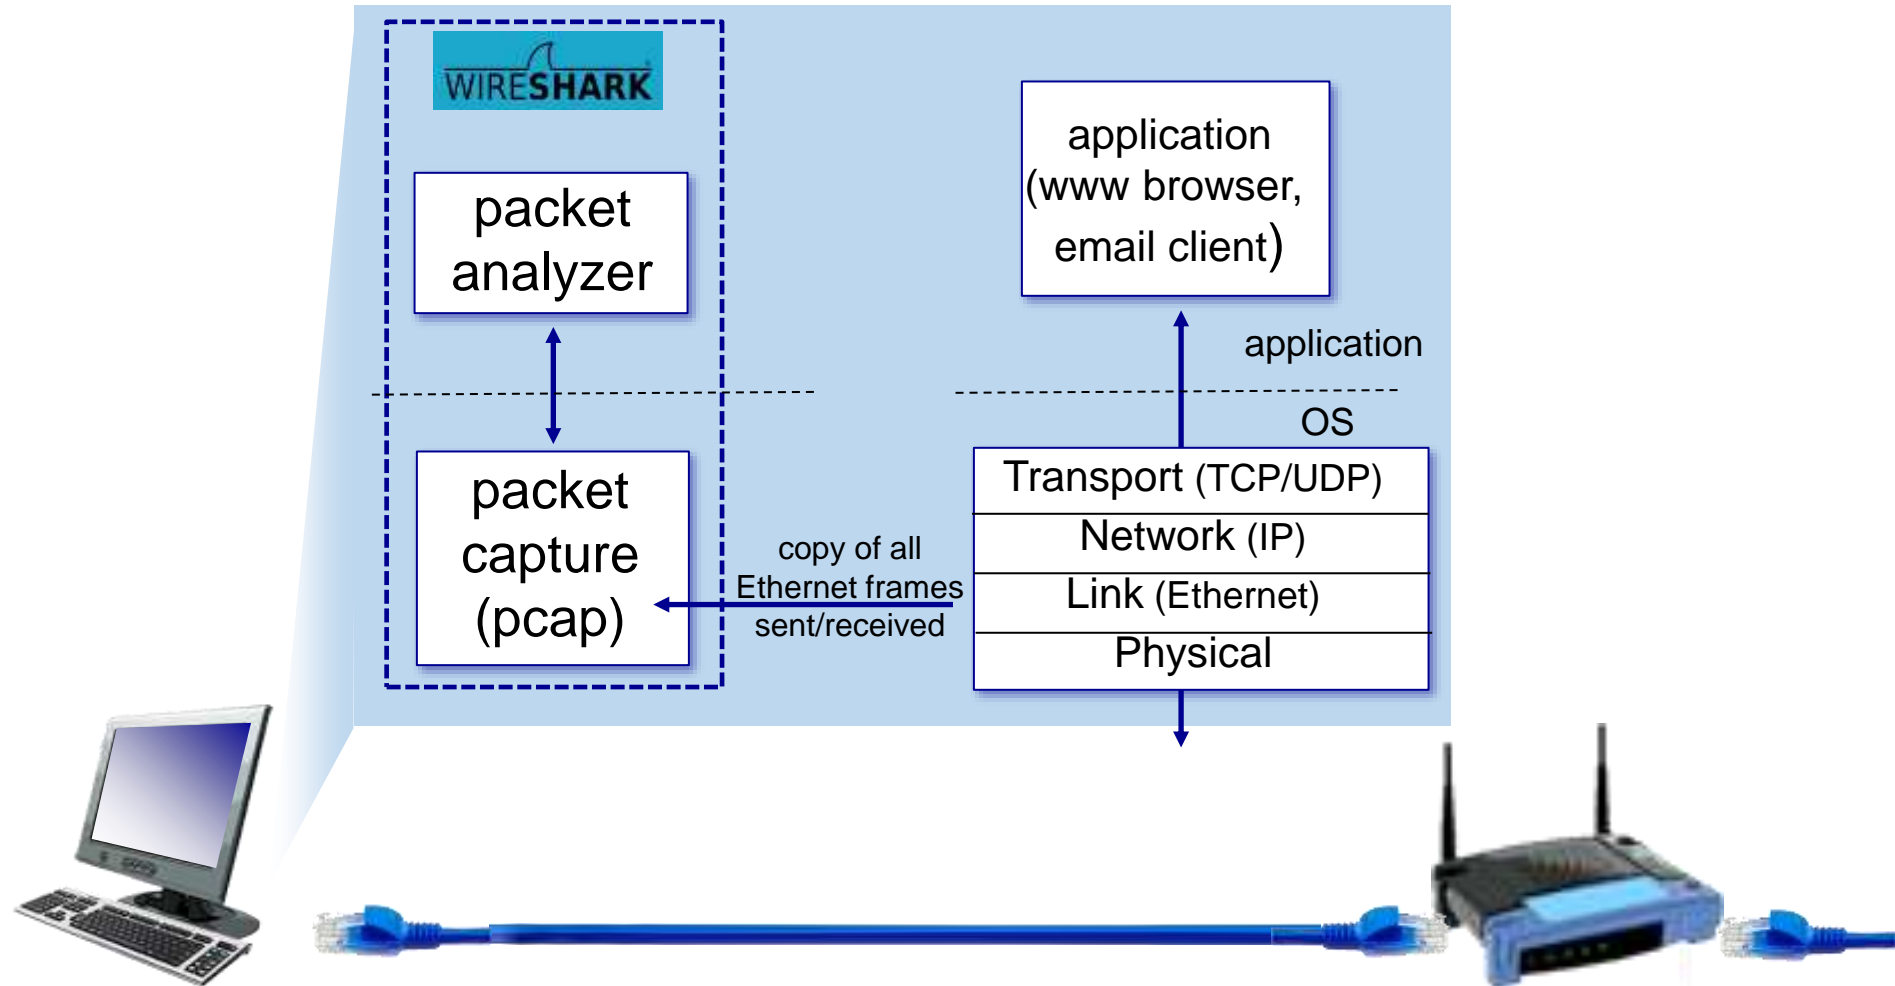 WIRESHARK
packet
analyzer
packet
capture
(pcap)
copy of all
Ethernet frames
sent/received
application
(www browser,
email client)
application
OS
Transport (TCP/UDP)
Network (IP)
Link (Ethernet)
Physical